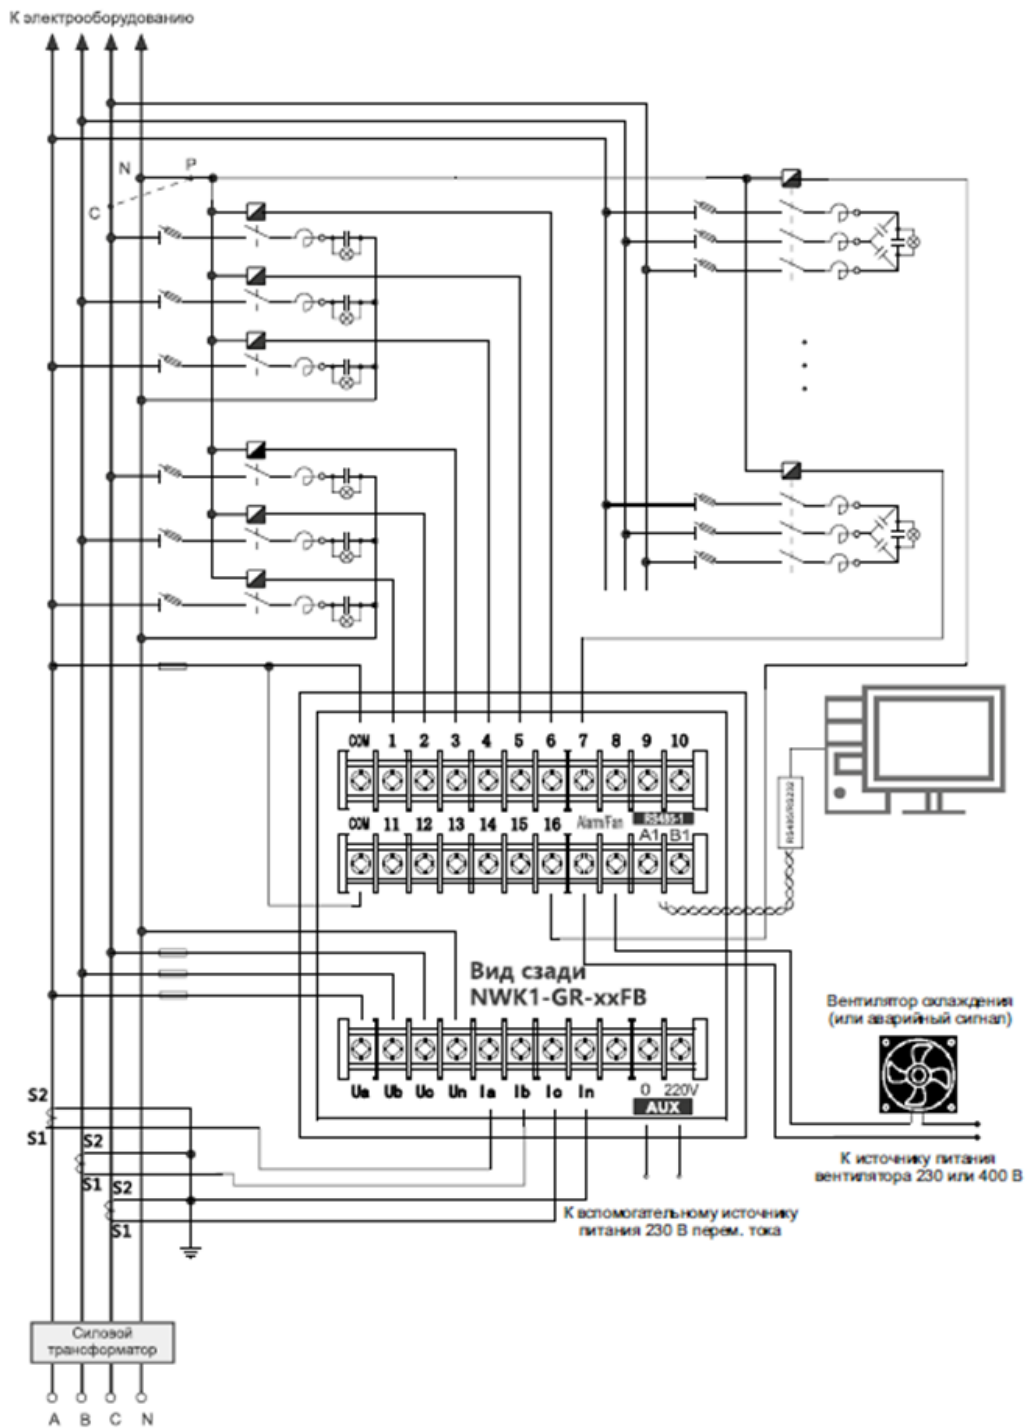 К электрооборудованию
N
P
C
COM 1 2 3 4 5 6 7 8 9 10
COM 11 12 13 14 15 16 Alarm/Fan RS485-1
A1 B1
RS485/RS232
Вид сзади
NWK1-GR-xxFB
Вентилятор охлаждения
(или аварийный сигнал)
Ua Ub Uc Un Ia Ib Ic In 0 220V
AUX
S2
S1
S2
S1
S2
S1
К источнику питания
вентилятора 230 или 400 В
К вспомогательному источнику
питания 230 В перем. тока
Силовой
трансформатор
A B C N